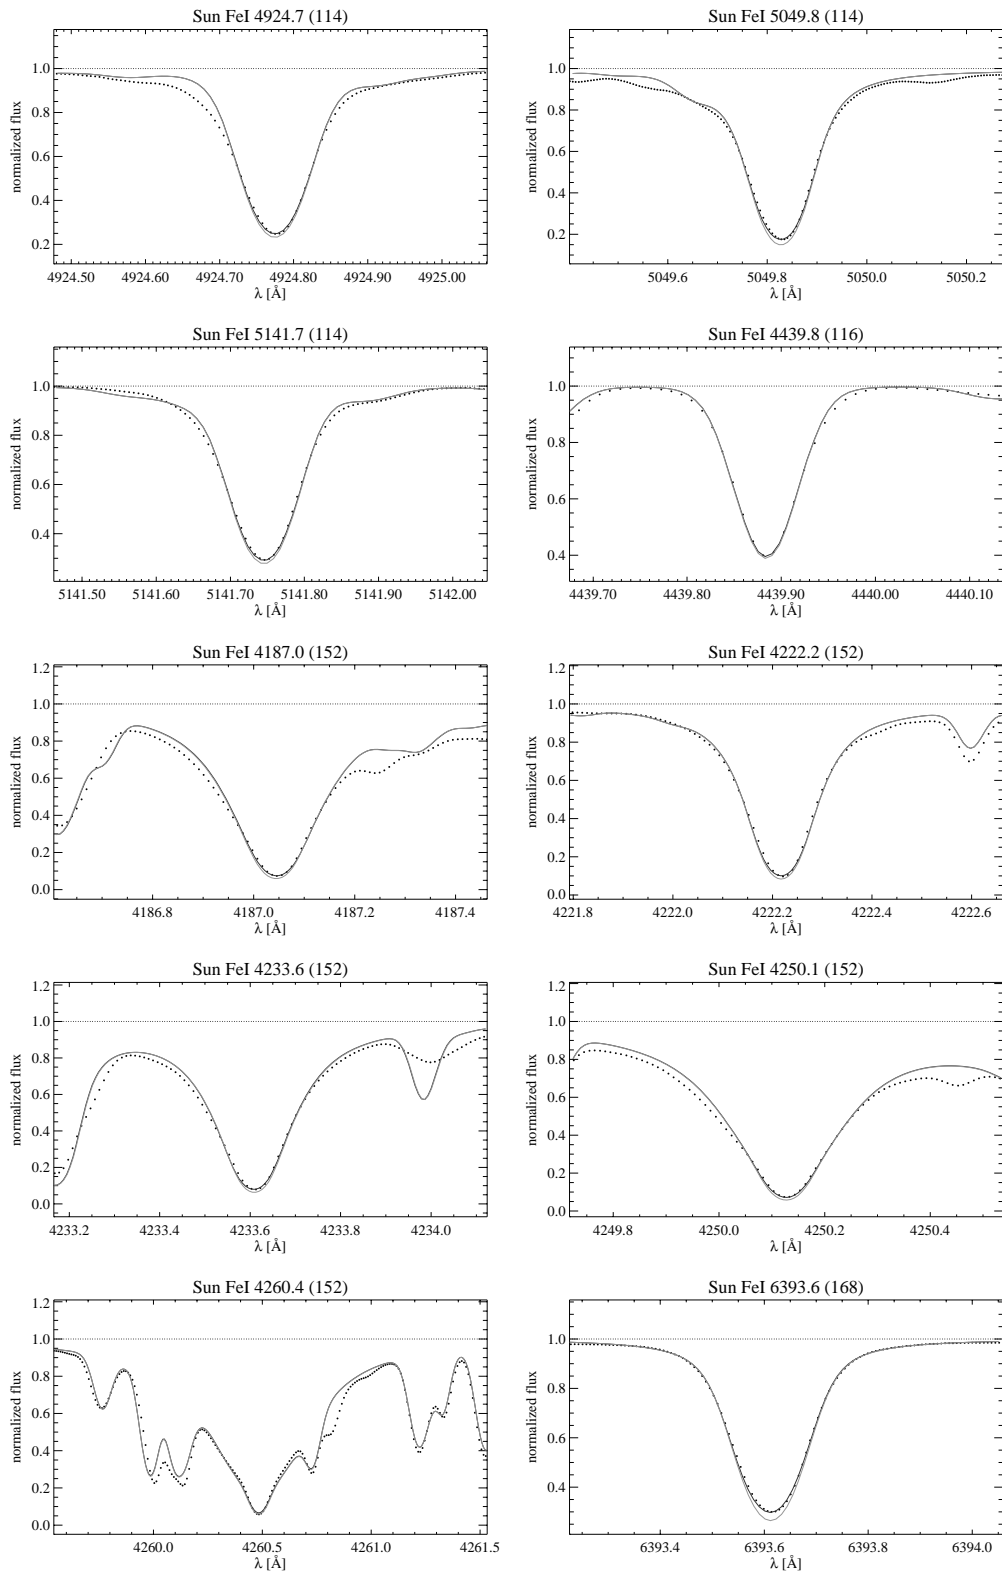 Sun FeI 4924.7 (114)
normalized flux
1.0
0.8
0.6
0.4
0.2
4924.50 4924.60 4924.70 4924.80 4924.90 4925.00
λ [Å]
Sun FeI 5049.8 (114)
normalized flux
1.0
0.8
0.6
0.4
0.2
5049.6 5049.8 5050.0 5050.2
λ [Å]
Sun FeI 5141.7 (114)
normalized flux
1.0
0.8
0.6
0.4
5141.50 5141.60 5141.70 5141.80 5141.90 5142.00
λ [Å]
Sun FeI 4439.8 (116)
normalized flux
1.0
0.8
0.6
0.4
4439.70 4439.80 4439.90 4440.00 4440.10
λ [Å]
Sun FeI 4187.0 (152)
normalized flux
1.2
1.0
0.8
0.6
0.4
0.2
0.0
4186.8 4187.0 4187.2 4187.4
λ [Å]
Sun FeI 4222.2 (152)
normalized flux
1.2
1.0
0.8
0.6
0.4
0.2
0.0
4221.8 4222.0 4222.2 4222.4 4222.6
λ [Å]
Sun FeI 4233.6 (152)
normalized flux
1.2
1.0
0.8
0.6
0.4
0.2
0.0
4233.2 4233.4 4233.6 4233.8 4234.0
λ [Å]
Sun FeI 4250.1 (152)
normalized flux
1.2
1.0
0.8
0.6
0.4
0.2
0.0
4249.8 4250.0 4250.2 4250.4
λ [Å]
Sun FeI 4260.4 (152)
normalized flux
1.2
1.0
0.8
0.6
0.4
0.2
0.0
4260.0 4260.5 4261.0 4261.5
λ [Å]
Sun FeI 6393.6 (168)
normalized flux
1.0
0.8
0.6
0.4
6393.4 6393.6 6393.8 6394.0
λ [Å]